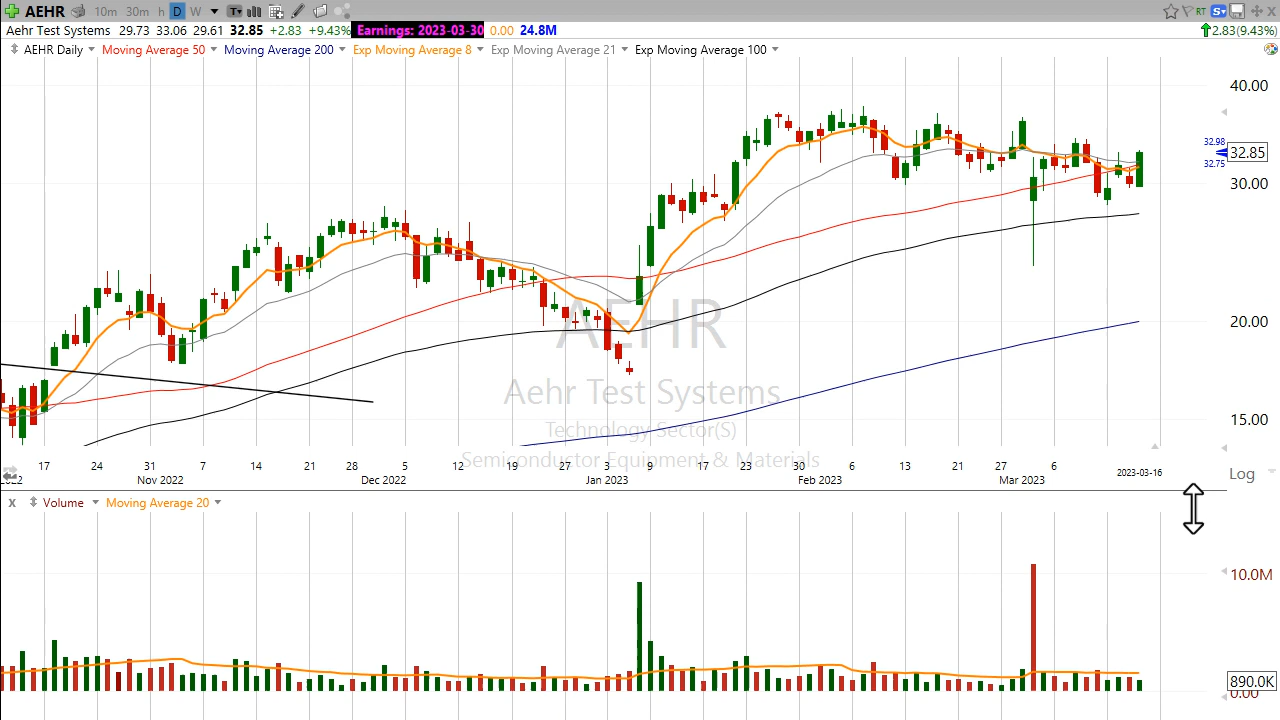 AEHR 10m 30m h D W T RT S
Aehr Test Systems 29.73 33.06 29.61 32.85 +2.83 +9.43% Earnings: 2023-03-30 0.00 24.8M 2.83(9.43%)
AEHR Daily Moving Average 50 Moving Average 200 Exp Moving Average 8 Exp Moving Average 21 Exp Moving Average 100
40.00
32.98
32.85
32.75
30.00
AEHR
20.00
Aehr Test Systems
15.00
Technology Sector(S)
Semiconductor Equipment & Materials
17 24 31 7 14 21 28 5 12 19 27 3 9 17 23 30 6 13 21 27 6 2023-03-16 Log
2022 Nov 2022 Dec 2022 Jan 2023 Feb 2023 Mar 2023
x Volume Moving Average 20
10.0M
890.0K
0.00